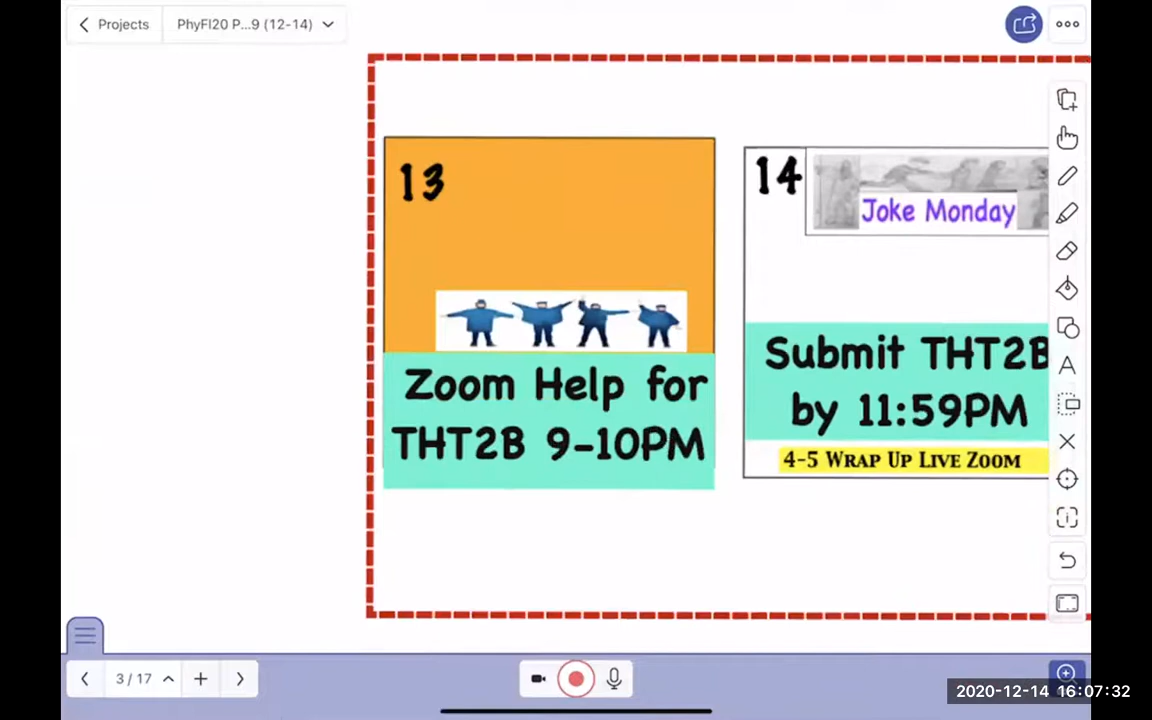 Projects
PhyFl20 P...9 (12-14)
13
14
Joke Monday
Zoom Help for
THT2B 9-10PM
Submit THT2B
by 11:59PM
4-5 WRAP UP LIVE ZOOM
A
3 / 17
2020-12-14 16:07:32